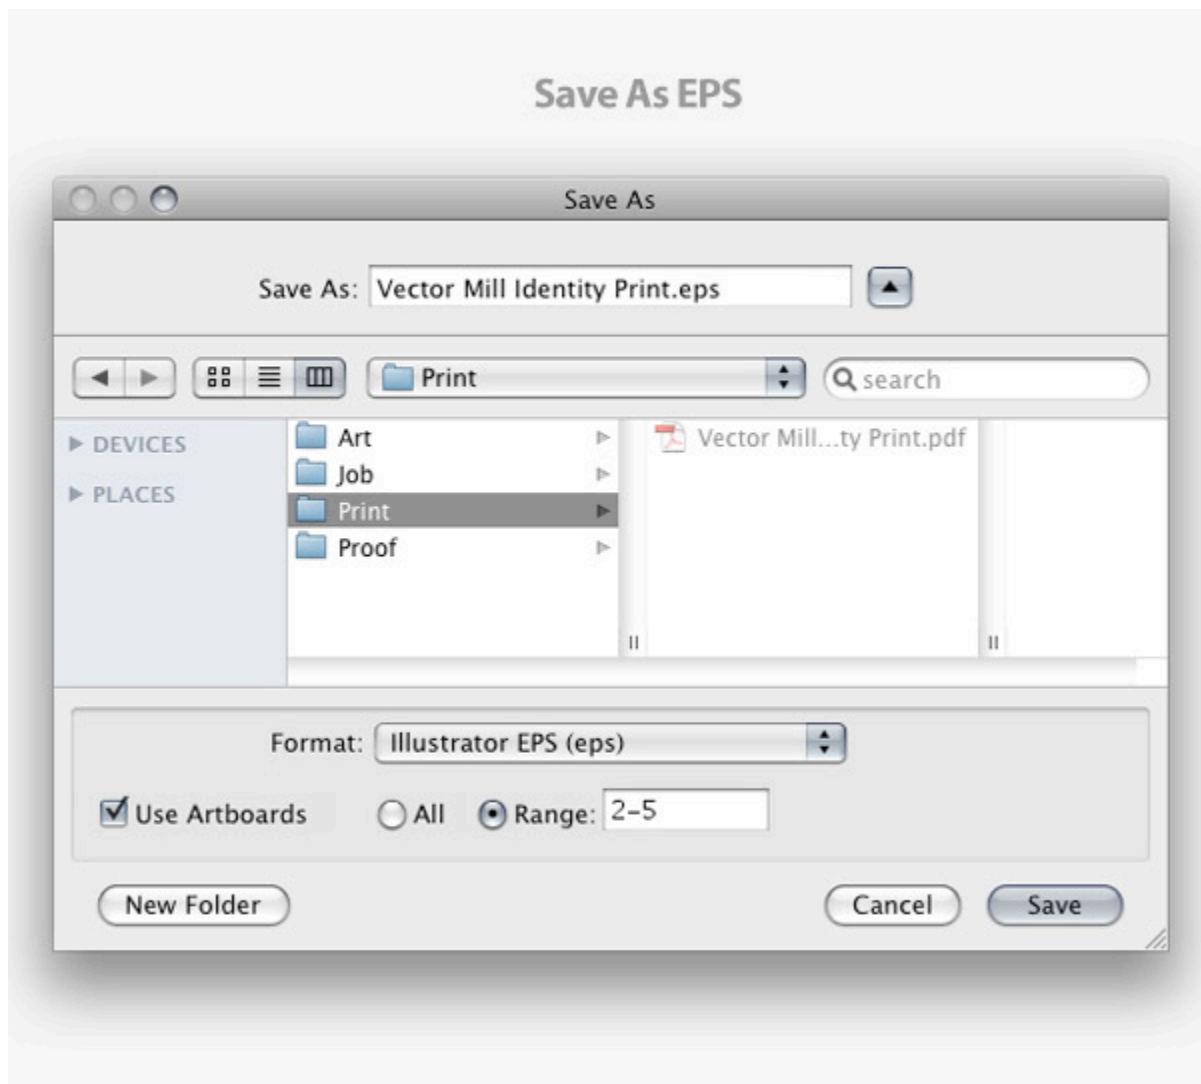 Save As EPS
Save As
Save As: Vector Mill Identity Print.eps
Print
search
DEVICES
PLACES
Art
Job
Print
Proof
Vector Mill...ty Print.pdf
Format: Illustrator EPS (eps)
Use Artboards All Range: 2-5
New Folder Cancel Save